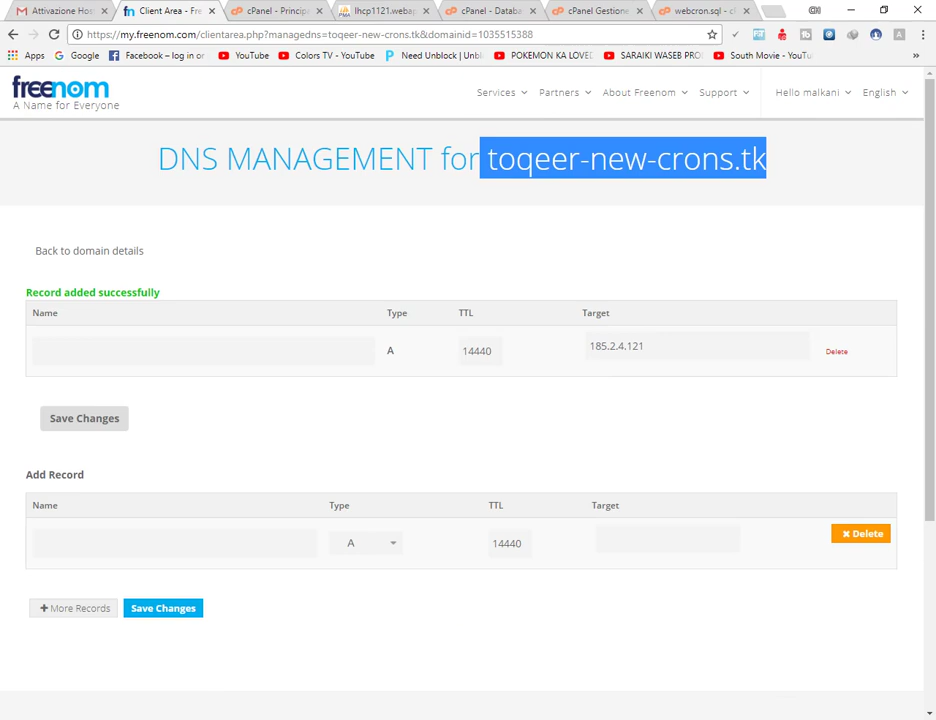 Attivazione Hos
Client Area - Fre
cPanel - Princip
lhcp1121.webap
cPanel - Databa
cPanel Gestione
webcron.sql - c
https://my.freenom.com/clientarea.php?managedns=toqeer-new-crons.tk&domainid=1035515388
Apps Google Facebook – log in or YouTube Colors TV - YouTube Need Unblock | Unbl POKEMON KA LOVE SARAIKI WASEB PRO South Movie - YouTu »
freenom
A Name for Everyone
Services Partners About Freenom Support Hello malkani English
DNS MANAGEMENT for toqeer-new-crons.tk
Back to domain details
Record added successfully
Name Type TTL Target
A 14440 185.2.4.121 Delete
Save Changes
Add Record
Name Type TTL Target
A 14440 Delete
More Records Save Changes